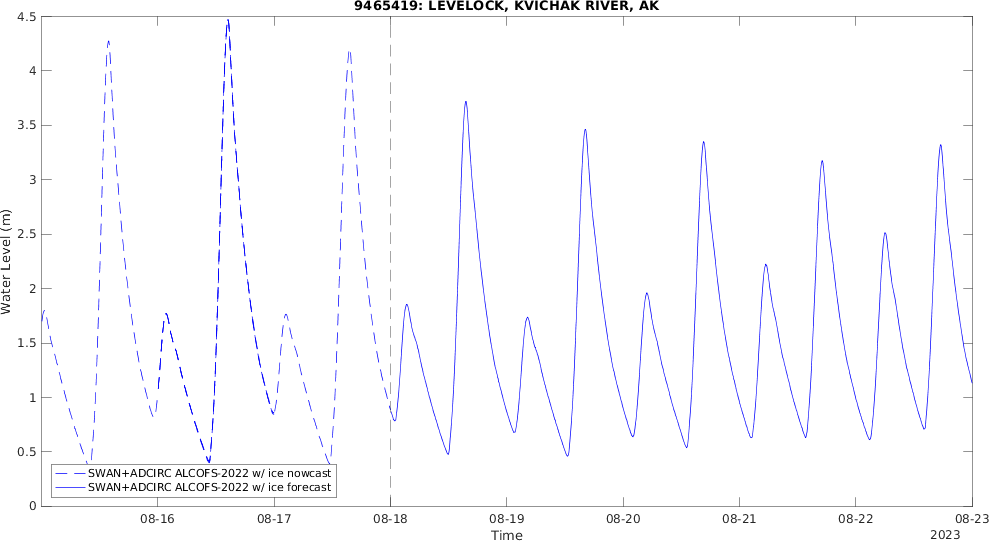 9465419: LEVELOCK, KVICHAK RIVER, AK
4.5
4
3.5
3
2.5
2
1.5
1
0.5
0
Water Level (m)
SWAN+ADCIRC ALCOFS-2022 w/ ice nowcast
SWAN+ADCIRC ALCOFS-2022 w/ ice forecast
08-16 08-17 08-18 08-19 08-20 08-21 08-22 08-23
Time
2023